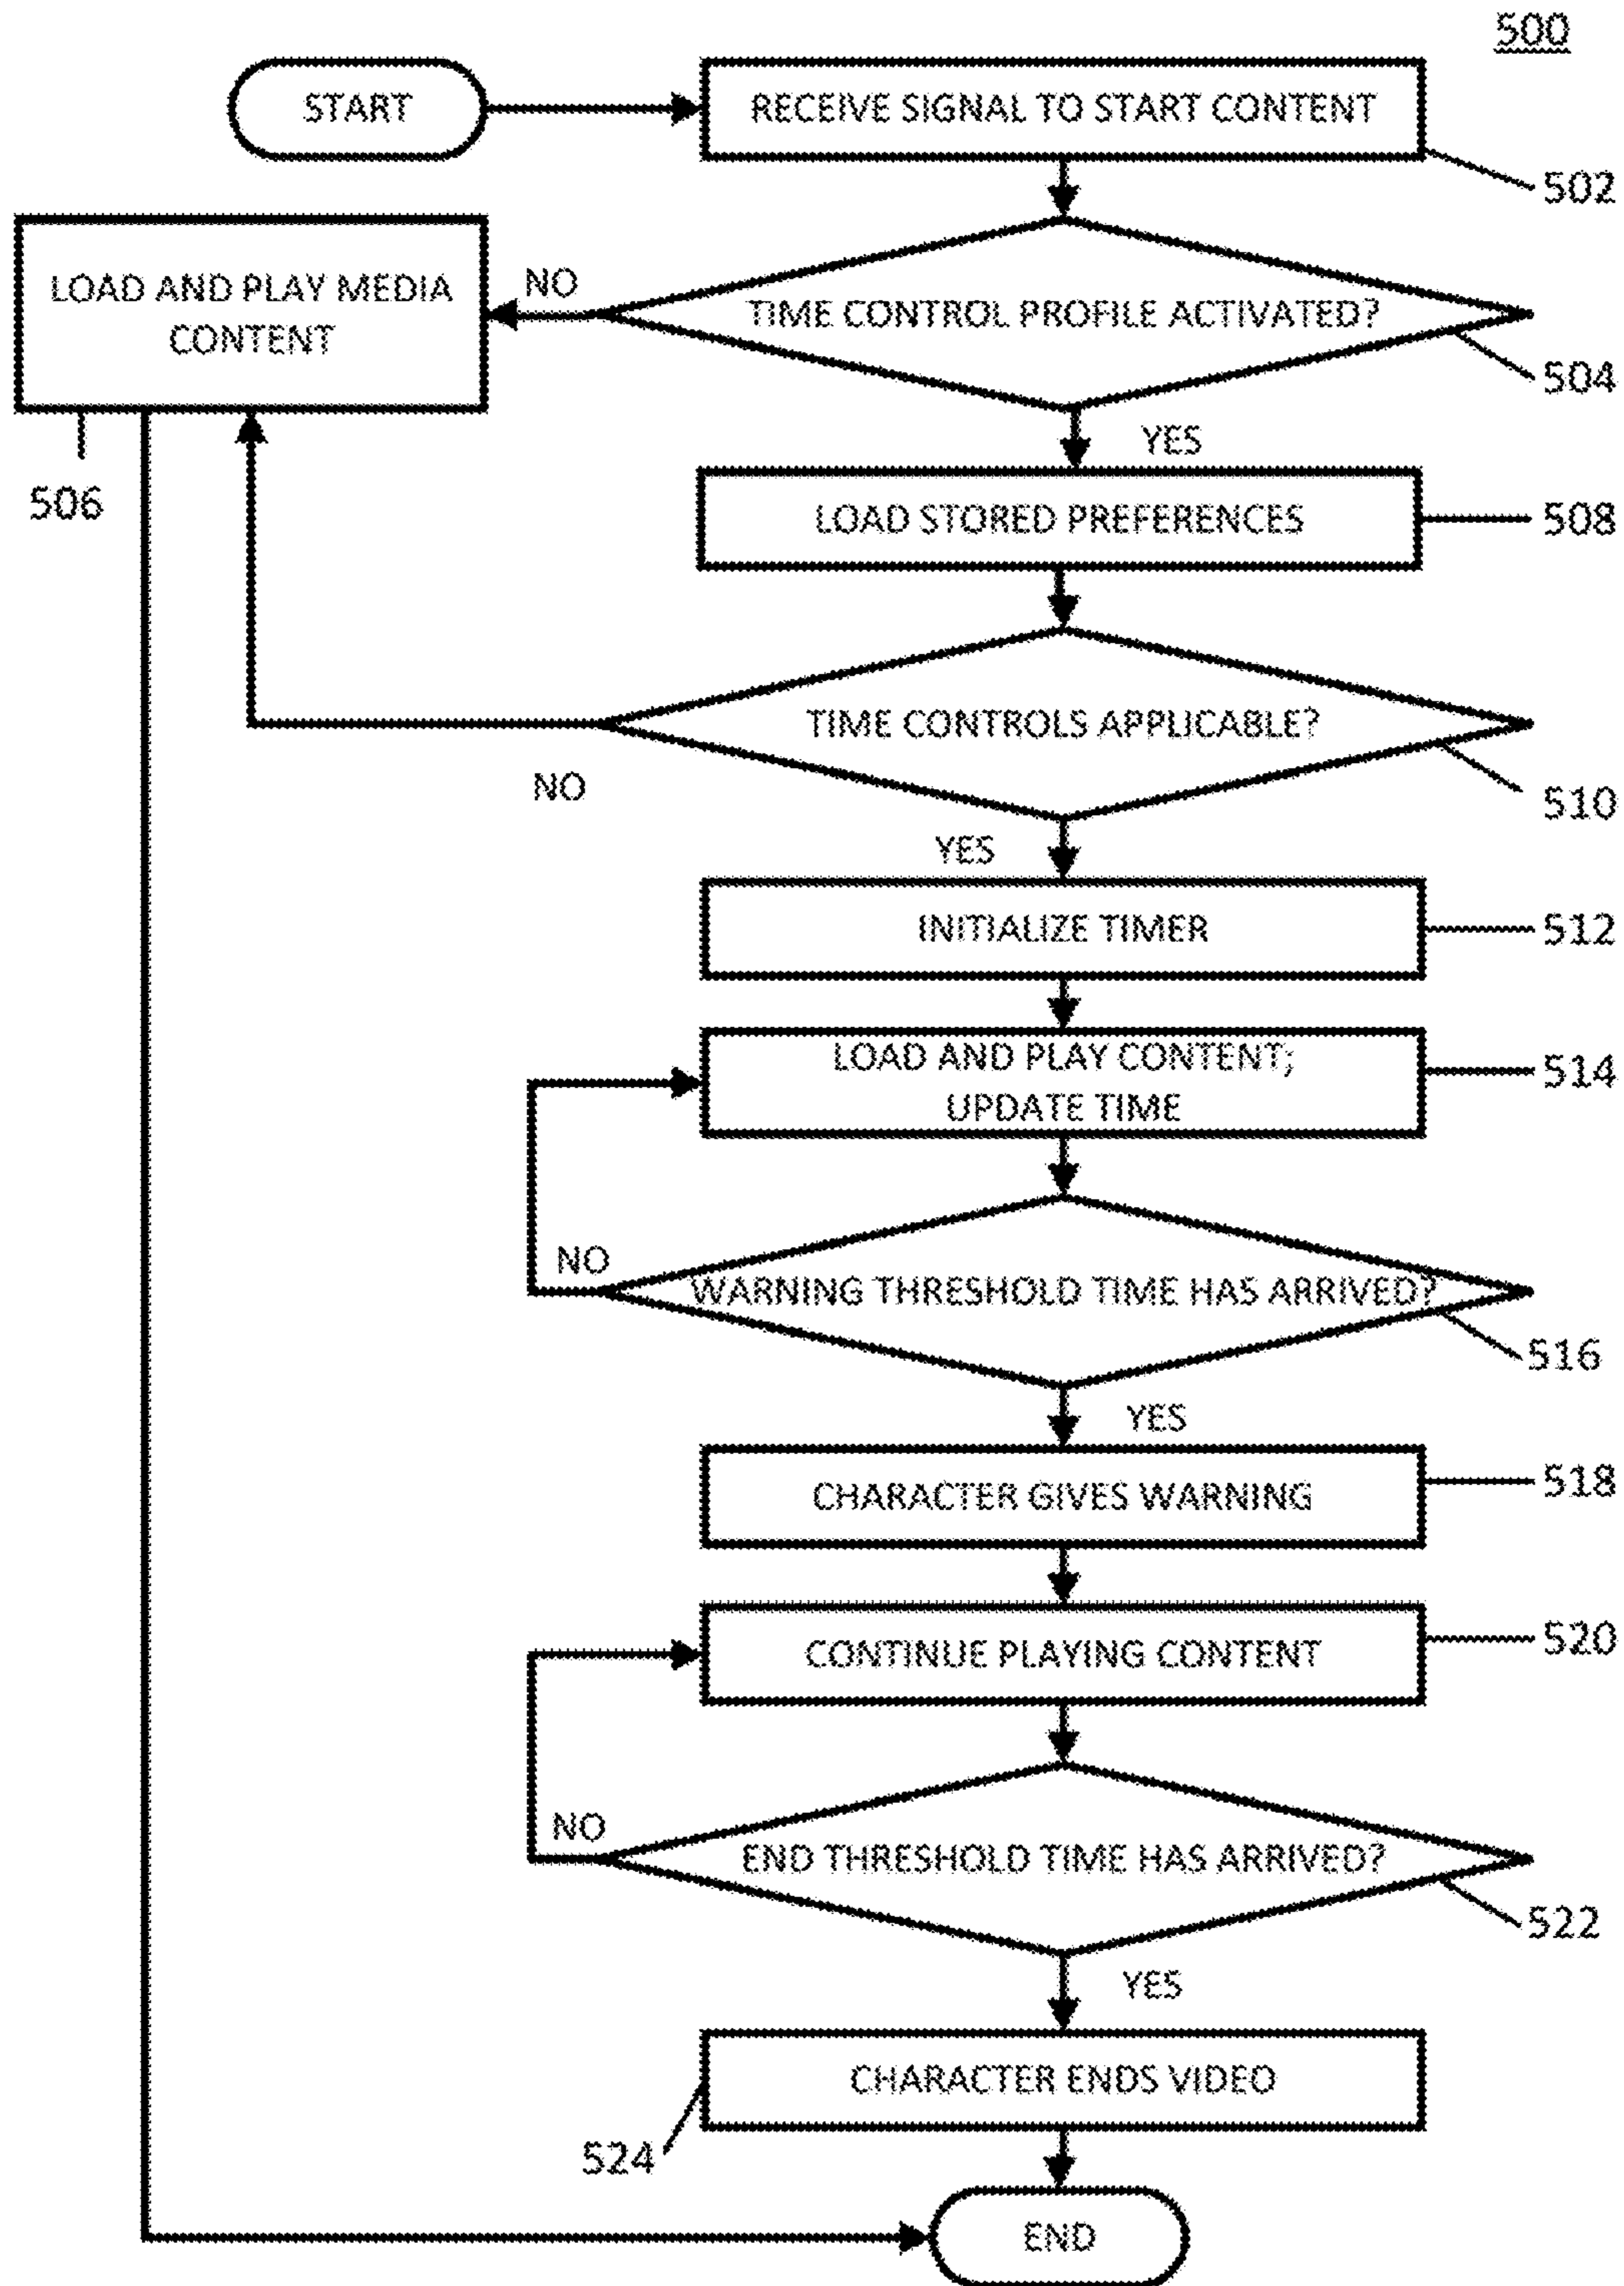 500
START
RECEIVE SIGNAL TO START CONTENT
502
LOAD AND PLAY MEDIA
CONTENT
NO
TIME CONTROL PROFILE ACTIVATED?
504
506
YES
LOAD STORED PREFERENCES
508
TIME CONTROLS APPLICABLE?
NO
510
YES
INITIALIZE TIMER
512
LOAD AND PLAY CONTENT;
UPDATE TIME
514
NO
WARNING THRESHOLD TIME HAS ARRIVED?
516
YES
CHARACTER GIVES WARNING
518
CONTINUE PLAYING CONTENT
520
NO
END THRESHOLD TIME HAS ARRIVED?
522
YES
CHARACTER ENDS VIDEO
524
END